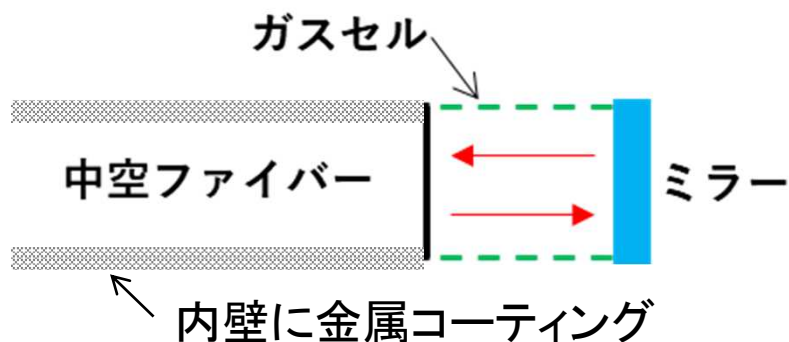 ガスセル
中空ファイバー
ミラー
内壁に金属コーティング